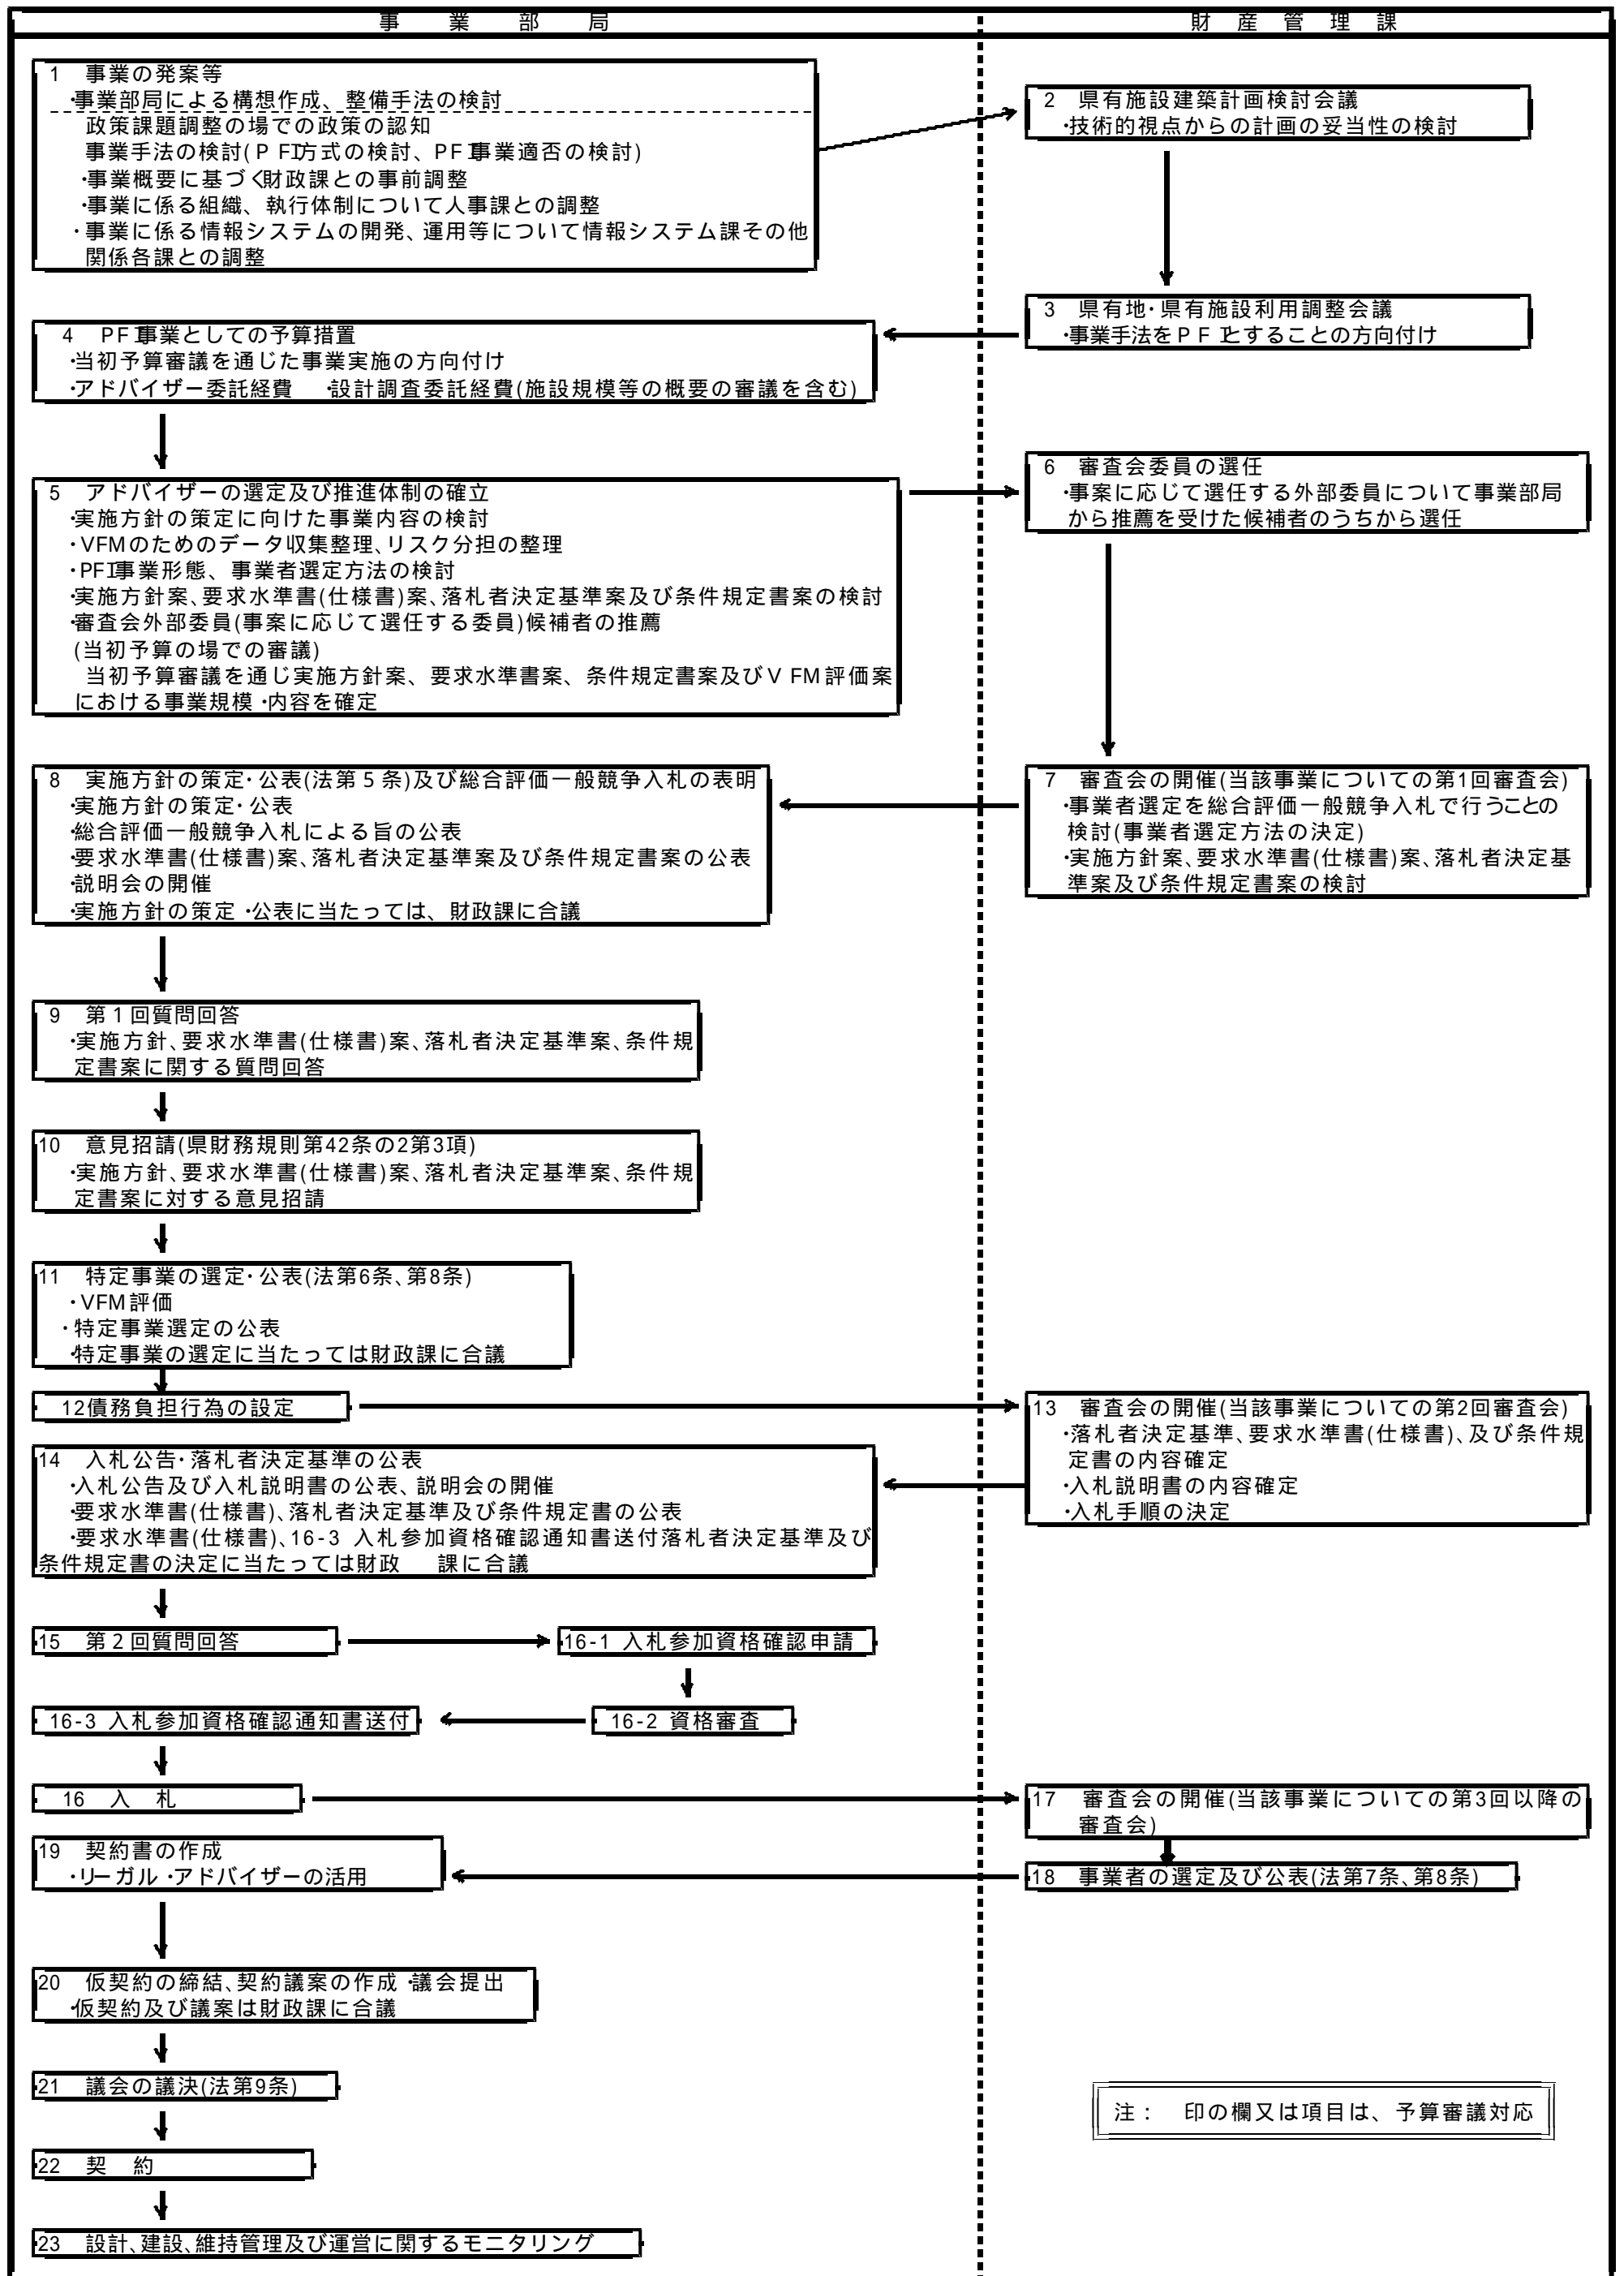 事業部局
財産管理課
1 事業の発案等
・事業部局による構想作成、整備手法の検討
政策課題調整の場での政策の認知
事業手法の検討(PFI方式の検討、PFI事業適否の検討)
・事業概要に基づく財政課との事前調整
・事業に係る組織、執行体制について人事課との調整
・事業に係る情報システムの開発、運用等について情報システム課その他
関係各課との調整
2 県有施設建築計画検討会議
・技術的視点からの計画の妥当性の検討
3 県有地・県有施設利用調整会議
・事業手法をPFIとすることの方向付け
4 PFI事業としての予算措置
・当初予算審議を通じた事業実施の方向付け
・アドバイザー委託経費 ・設計調査委託経費(施設規模等の概要の審議を含む)
5 アドバイザーの選定及び推進体制の確立
・実施方針の策定に向けた事業内容の検討
・VFMのためのデータ収集整理、リスク分担の整理
・PFI事業形態、事業者選定方法の検討
・実施方針案、要求水準書(仕様書)案、落札者決定基準案及び条件規定書案の検討
・審査会外部委員(事案に応じて選任する委員)候補者の推薦
(当初予算の場での審議)
当初予算審議を通じ実施方針案、要求水準書案、条件規定書案及びVFM評価案
における事業規模・内容を確定
6 審査会委員の選任
・事案に応じて選任する外部委員について事業部局
から推薦を受けた候補者のうちから選任
7 審査会の開催(当該事業についての第1回審査会)
・事業者選定を総合評価一般競争入札で行うことの
検討(事業者選定方法の決定)
・実施方針案、要求水準書(仕様書)案、落札者決定基
準案及び条件規定書案の検討
8 実施方針の策定・公表(法第5条)及び総合評価一般競争入札の表明
・実施方針の策定・公表
・総合評価一般競争入札による旨の公表
・要求水準書(仕様書)案、落札者決定基準案及び条件規定書案の公表
・説明会の開催
・実施方針の策定・公表に当たっては、財政課に合議
9 第1回質問回答
・実施方針、要求水準書(仕様書)案、落札者決定基準案、条件規
定書案に関する質問回答
10 意見招請(県財務規則第42条の2第3項)
・実施方針、要求水準書(仕様書)案、落札者決定基準案、条件規
定書案に対する意見招請
11 特定事業の選定・公表(法第6条、第8条)
・VFM評価
・特定事業選定の公表
・特定事業の選定に当たっては財政課に合議
12債務負担行為の設定
13 審査会の開催(当該事業についての第2回審査会)
・落札者決定基準、要求水準書(仕様書)、及び条件規
定書の内容確定
・入札説明書の内容確定
・入札手順の決定
14 入札公告・落札者決定基準の公表
・入札公告及び入札説明書の公表、説明会の開催
・要求水準書(仕様書)、落札者決定基準及び条件規定書の公表
・要求水準書(仕様書)、16-3 入札参加資格確認通知書送付落札者決定基準及び
条件規定書の決定に当たっては財政 課に合議
15 第2回質問回答
16-1 入札参加資格確認申請
16-3 入札参加資格確認通知書送付
16-2 資格審査
16 入 札
17 審査会の開催(当該事業についての第3回以降の
審査会)
19 契約書の作成
・リーガル・アドバイザーの活用
18 事業者の選定及び公表(法第7条、第8条)
20 仮契約の締結、契約議案の作成・議会提出
・仮契約及び議案は財政課に合議
21 議会の議決(法第9条)
注： 印の欄又は項目は、予算審議対応
22 契 約
23 設計、建設、維持管理及び運営に関するモニタリング